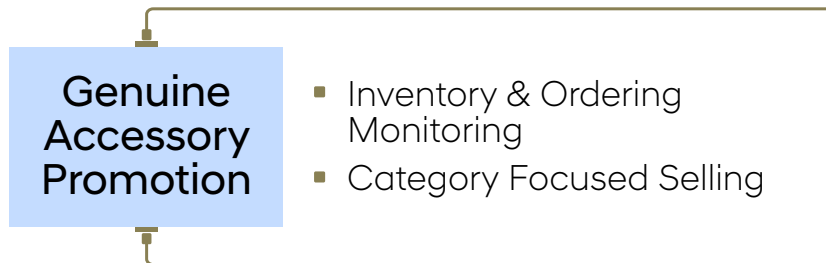 Genuine
Accessory
Promotion
Inventory & Ordering
Monitoring
Category Focused Selling